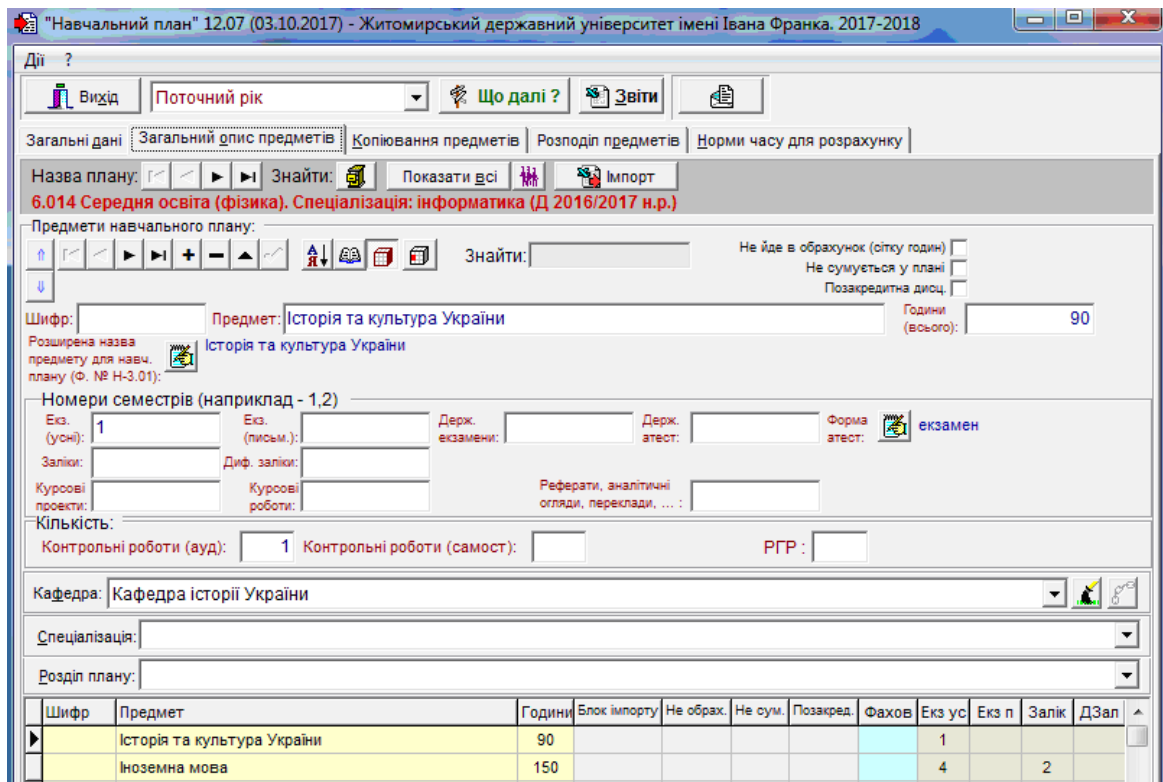 "Навчальний план" 12.07 (03.10.2017) - Житомирський державний університет імені Івана Франка. 2017-2018
Дії ?
Вихід Поточний рік Що далі ? Звіти
Загальні дані Загальний опис предметів Копіювання предметів Розподіл предметів Норми часу для розрахунку
Назва плану: Знайти: Показати всі Імпорт
6.014 Середня освіта (фізика). Спеціалізація: інформатика (Д 2016/2017 н.р.)
Предмети навчального плану:
Знайти:
Не йде в обрахунок (сітку годин)
Не сумується у плані
Позакредитна дисц.
Шифр: Предмет: Історія та культура України Години (всього): 90
Розширена назва предмету для навч. плану (Ф. № Н-3.01): Історія та культура України
Номери семестрів (наприклад - 1,2)
Екз. (усні): 1 Екз. (письм.): Держ. екзамени: Держ. атест: Форма атест: екзамен
Заліки: Диф. заліки:
Курсові проекти: Курсові роботи: Реферати, аналітичні огляди, переклади, ... :
Кількість:
Контрольні роботи (ауд): 1 Контрольні роботи (самост): РГР :
Кафедра: Кафедра історії України
Спеціалізація:
Розділ плану:
Шифр Предмет Години Блок імпорту Не обрах. Не сум. Позакред. Фахов Екз ус Екз п Залік ДЗал
Історія та культура України 90 1
Іноземна мова 150 4 2